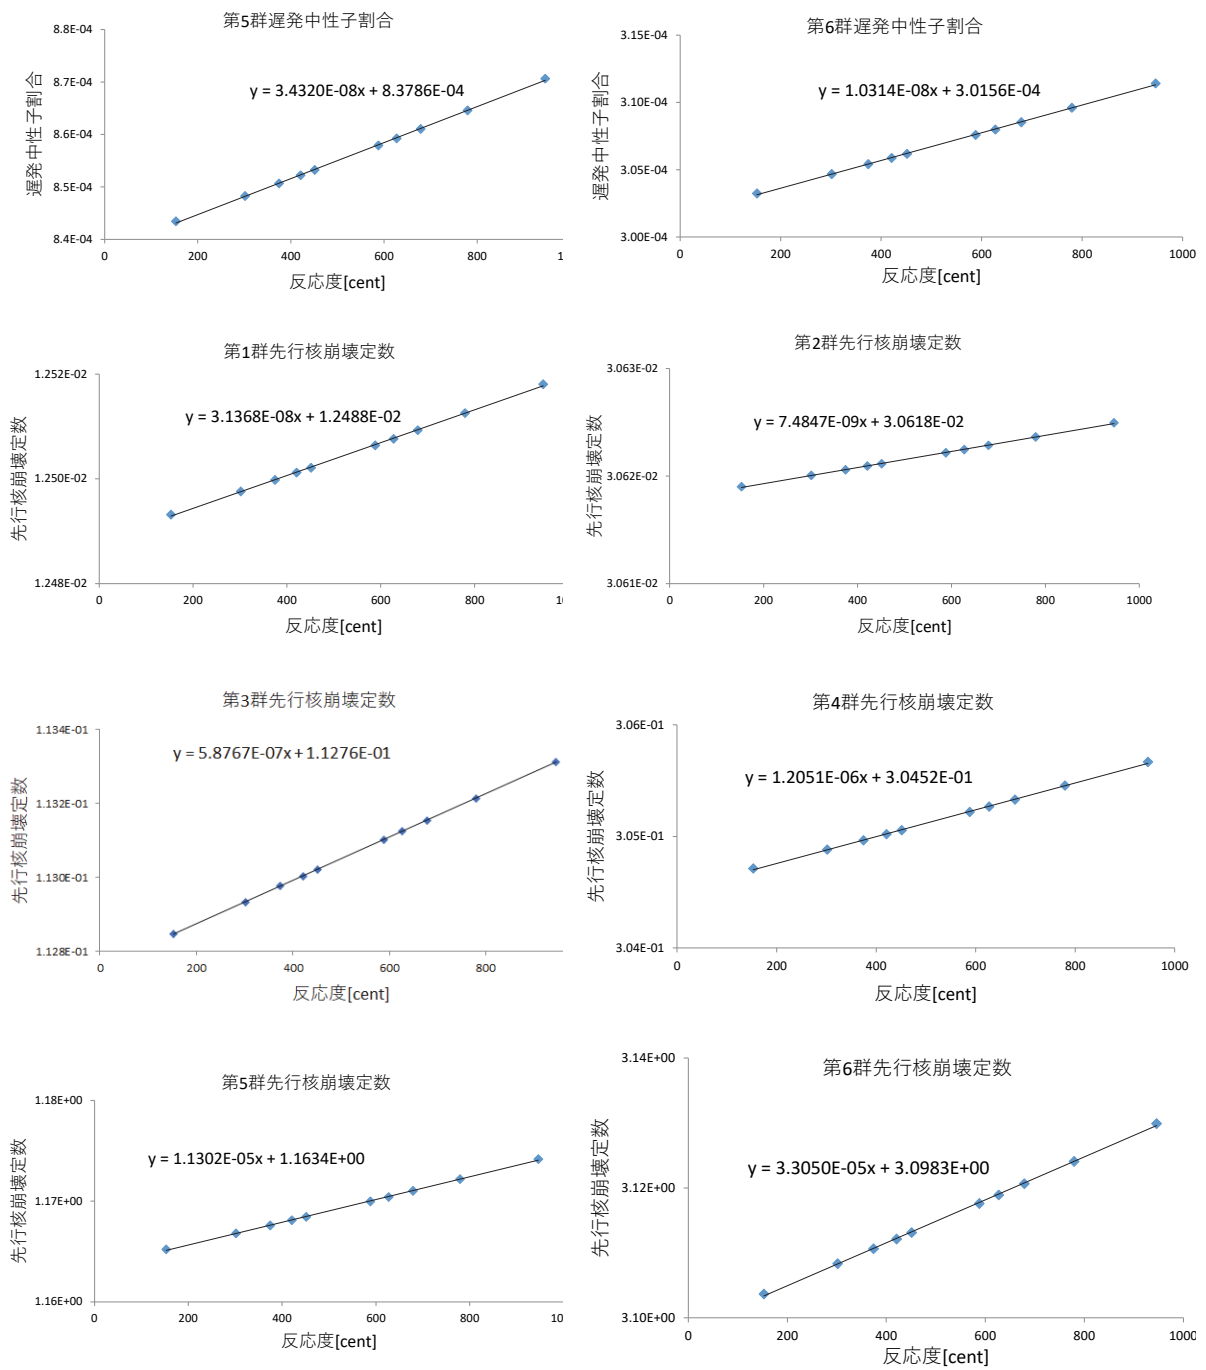 第5群遅発中性子割合
8.8E-04
8.7E-04
8.6E-04
8.5E-04
8.4E-04
遅発中性子割合
y = 3.4320E-08x + 8.3786E-04
0 200 400 600 800 1
反応度[cent]
第6群遅発中性子割合
3.15E-04
3.10E-04
3.05E-04
3.00E-04
遅発中性子割合
y = 1.0314E-08x + 3.0156E-04
0 200 400 600 800 1000
反応度[cent]
第1群先行核崩壊定数
1.252E-02
1.250E-02
1.248E-02
先行核崩壊定数
y = 3.1368E-08x + 1.2488E-02
0 200 400 600 800 1
反応度[cent]
第2群先行核崩壊定数
3.063E-02
3.062E-02
3.061E-02
先行核崩壊定数
y = 7.4847E-09x + 3.0618E-02
0 200 400 600 800 1000
反応度[cent]
第3群先行核崩壊定数
1.134E-01
1.132E-01
1.130E-01
1.128E-01
先行核崩壊定数
y = 5.8767E-07x + 1.1276E-01
0 200 400 600 800
反応度[cent]
第4群先行核崩壊定数
3.06E-01
3.05E-01
3.04E-01
先行核崩壊定数
y = 1.2051E-06x + 3.0452E-01
0 200 400 600 800 1000
反応度[cent]
第5群先行核崩壊定数
1.18E+00
1.17E+00
1.16E+00
先行核崩壊定数
y = 1.1302E-05x + 1.1634E+00
0 200 400 600 800 100
反応度[cent]
第6群先行核崩壊定数
3.14E+00
3.12E+00
3.10E+00
先行核崩壊定数
y = 3.3050E-05x + 3.0983E+00
0 200 400 600 800 1000
反応度[cent]